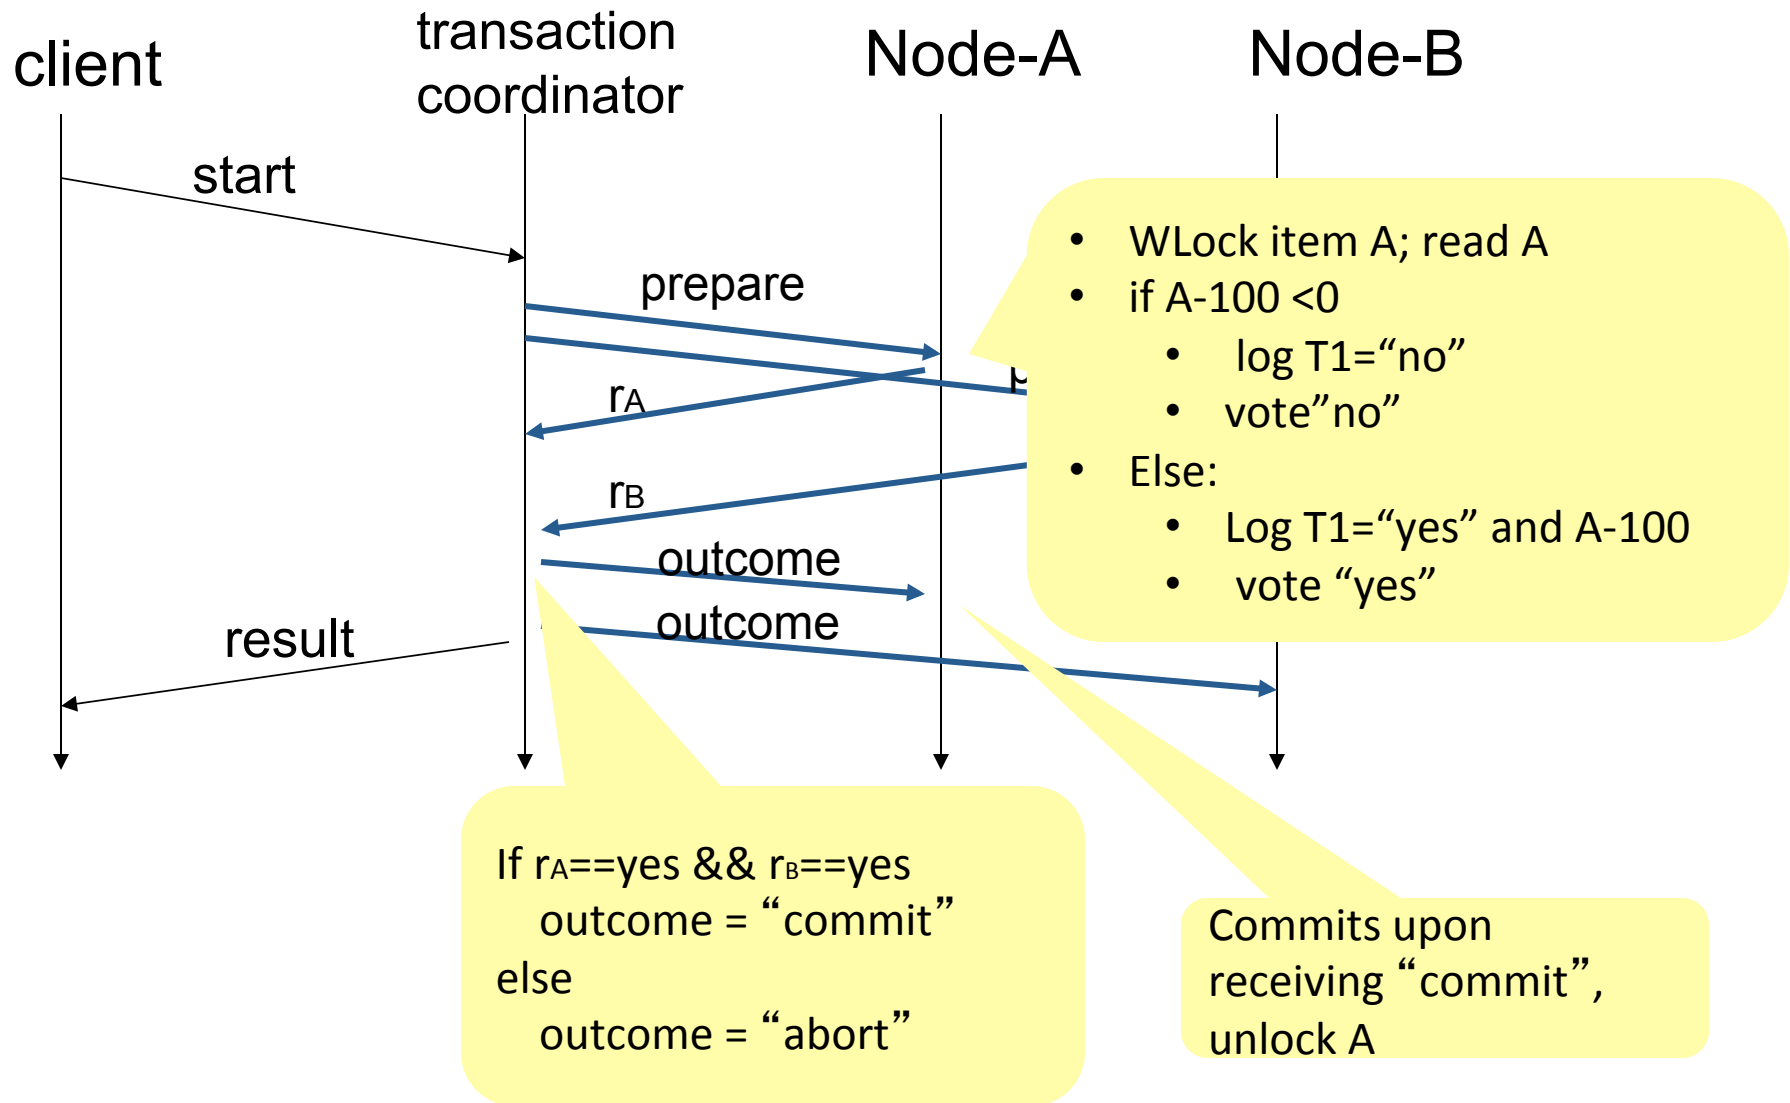 client
transaction
coordinator
Node-A
Node-B
start
prepare
rA
rB
outcome
outcome
result
• WLock item A; read A
• if A-100 <0
• log T1=“no”
• vote”no”
• Else:
• Log T1=“yes” and A-100
• vote “yes”
If rA==yes && rB==yes
outcome = “commit”
else
outcome = “abort”
Commits upon
receiving “commit”,
unlock A